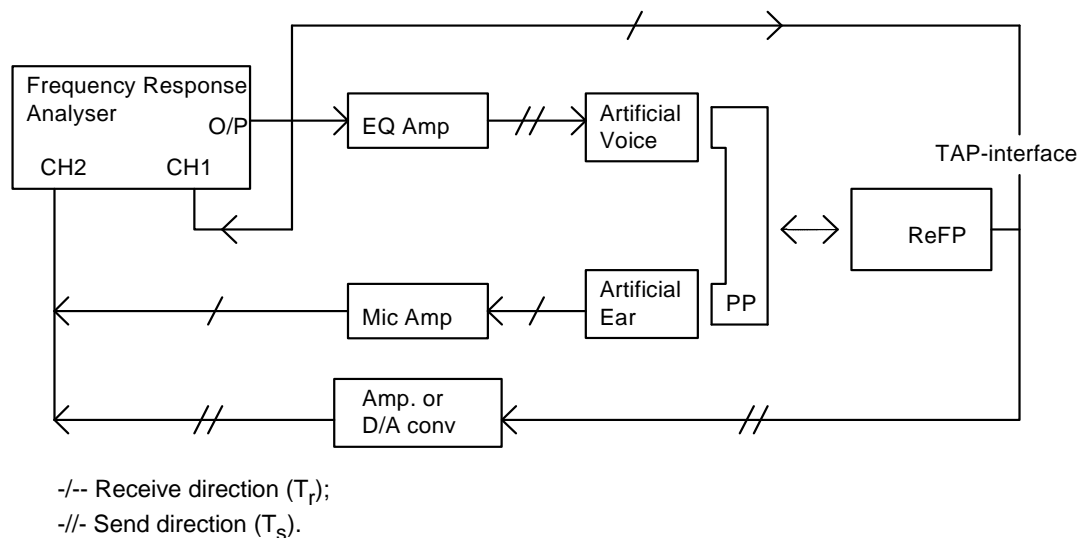 Frequency Response
Analyser
O/P
CH2 CH1
EQ Amp
Artificial
Voice
TAP-interface
ReFP
PP
Mic Amp
Artificial
Ear
Amp. or
D/A conv
-/-- Receive direction (Tr);
-//- Send direction (Ts).